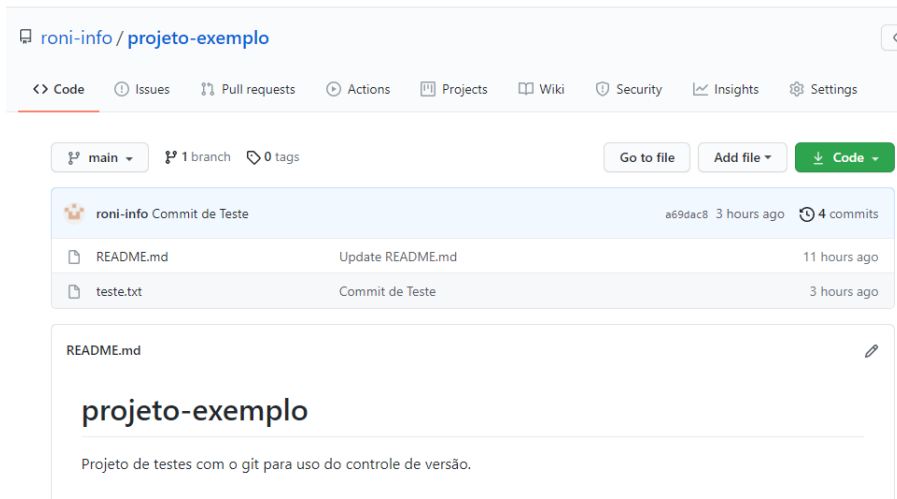 roni-info / projeto-exemplo
Code Issues Pull requests Actions Projects Wiki Security Insights Settings
main 1 branch 0 tags Go to file Add file Code
roni-info Commit de Teste a69dac8 3 hours ago 4 commits
README.md Update README.md 11 hours ago
teste.txt Commit de Teste 3 hours ago
README.md
projeto-exemplo
Projeto de testes com o git para uso do controle de versão.